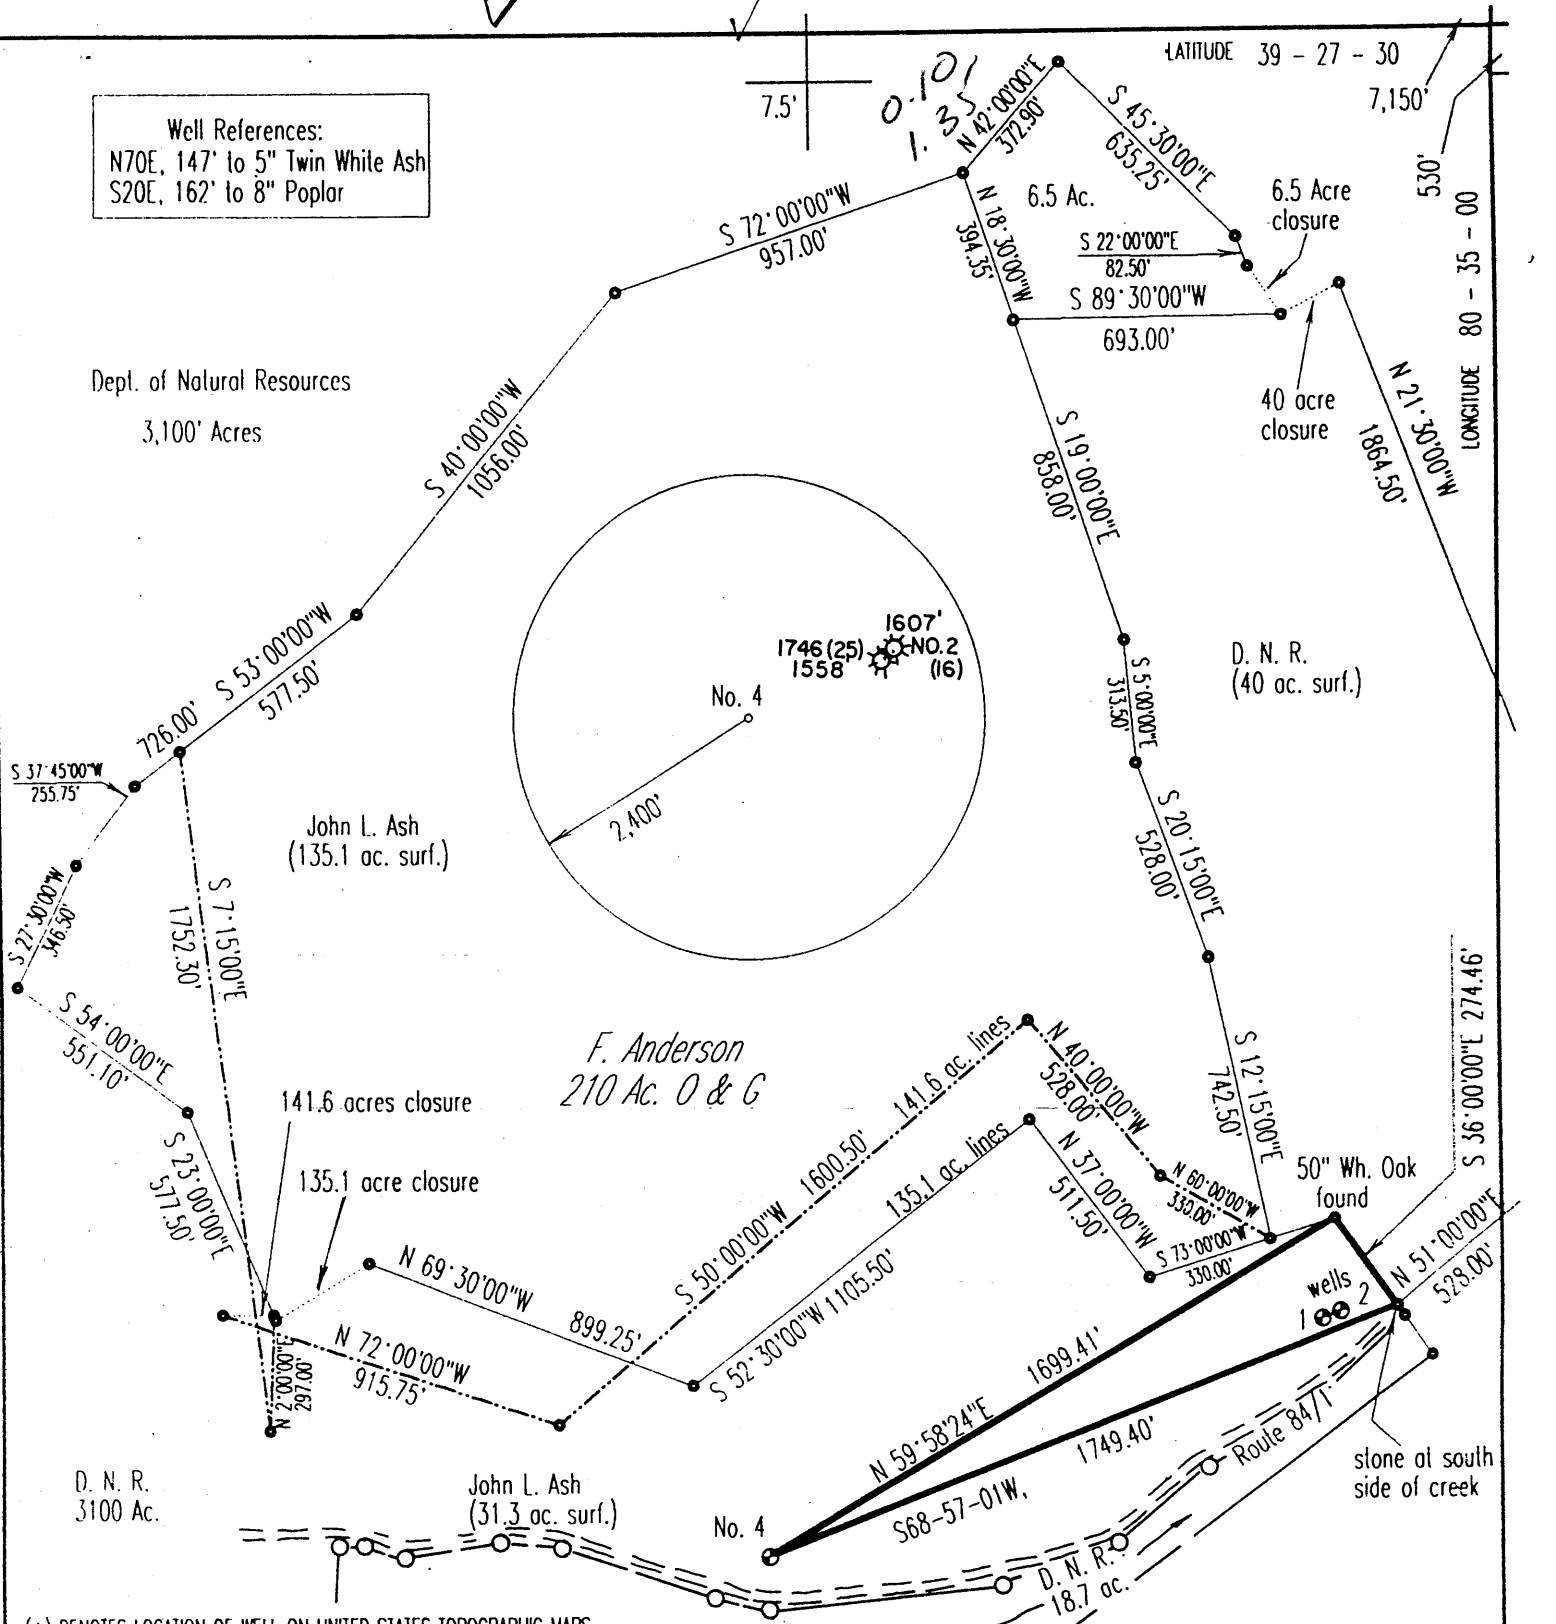 LATITUDE 39 - 27 - 30
7,150'
530'
LONGITUDE 80 - 35 - 00
7.5'
0.101
1.35
Well References:
N70E, 147' to 5" Twin White Ash
S20E, 162' to 8" Poplar
N 42°00'00"E
372.90'
S 45°30'00"E
635.25'
6.5 Ac.
6.5 Acre
closure
S 22°00'00"E
82.50'
N 18°30'00"W
394.35'
S 89°30'00"W
693.00'
40 acre
closure
N 21°30'00"W
1864.50'
S 72°00'00"W
957.00'
Dept. of Natural Resources
3,100' Acres
S 40°00'00"W
1056.00'
S 19°00'00"E
858.00'
1607'
1746(25)
NO.2
1558'
(16)
No. 4
2,400'
D. N. R.
(40 ac. surf.)
S 5°00'00"E
313.50'
S 53°00'00"W
577.50'
726.00'
S 37°45'00"W
255.75'
John L. Ash
(135.1 ac. surf.)
S 20°15'00"E
528.00'
S 27°30'00"W
346.50'
S 7°15'00"E
1752.30'
S 54°00'00"E
551.10'
F. Anderson
210 Ac. O & G
S 12°15'00"E
742.50'
S 36°00'00"E 274.46'
141.6 acres closure
135.1 acre closure
S 23°00'00"E
577.50'
141.6 ac. lines
S 50°00'00"W 1600.50'
N 40°00'00"W
528.00'
135.1 ac. lines
S 52°30'00"W 1105.50'
N 37°00'00"W
511.50'
N 60°00'00"W
330.00'
S 73°00'00"W
330.00'
50" Wh. Oak
found
N 51°00'00"E
528.00'
wells
1
2
N 69°30'00"W
899.25'
N 72°00'00"W
915.75'
N 2°00'00"E
297.00'
N 59°58'24"E
1699.41'
S68-57-01W,
1749.40'
Route 84/1
stone at south
side of creek
D. N. R.
3100 Ac.
John L. Ash
(31.3 ac. surf.)
No. 4
D. N. R.
18.7 ac.
(+) DENOTES LOCATION OF WELL ON UNITED STATES TOPOGRAPHIC MAPS